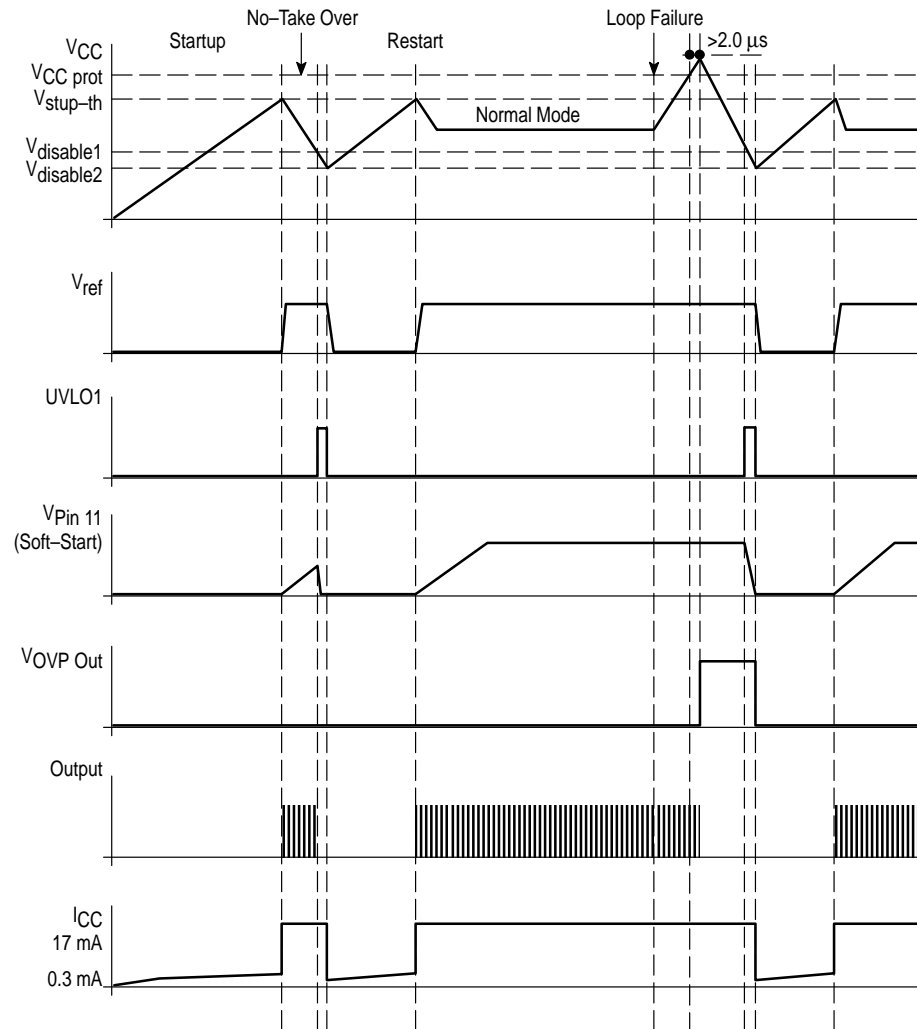 No–Take Over
Loop Failure
Startup
Restart
>2.0 µs
VCC
VCC prot
Vstup–th
Normal Mode
Vdisable1
Vdisable2
Vref
UVLO1
VPin 11
(Soft–Start)
VOVP Out
Output
ICC
17 mA
0.3 mA